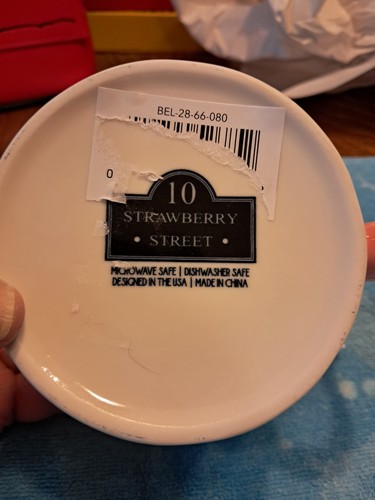 BEL-28-66-080
0
10
STRAWBERRY
• STREET •
MICROWAVE SAFE | DISHWASHER SAFE
DESIGNED IN THE USA | MADE IN CHINA